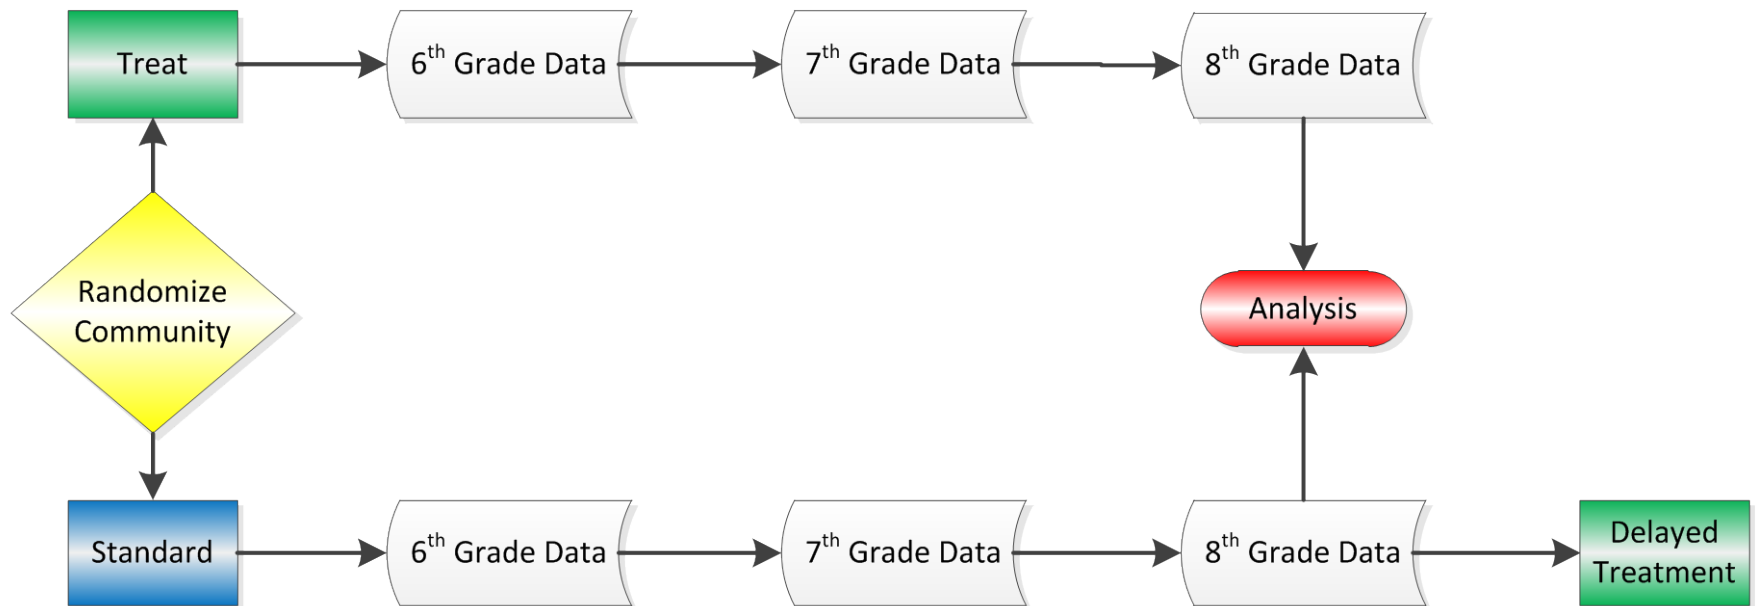 Treat
6th Grade Data
7th Grade Data
8th Grade Data
Randomize
Community
Analysis
Standard
6th Grade Data
7th Grade Data
8th Grade Data
Delayed
Treatment